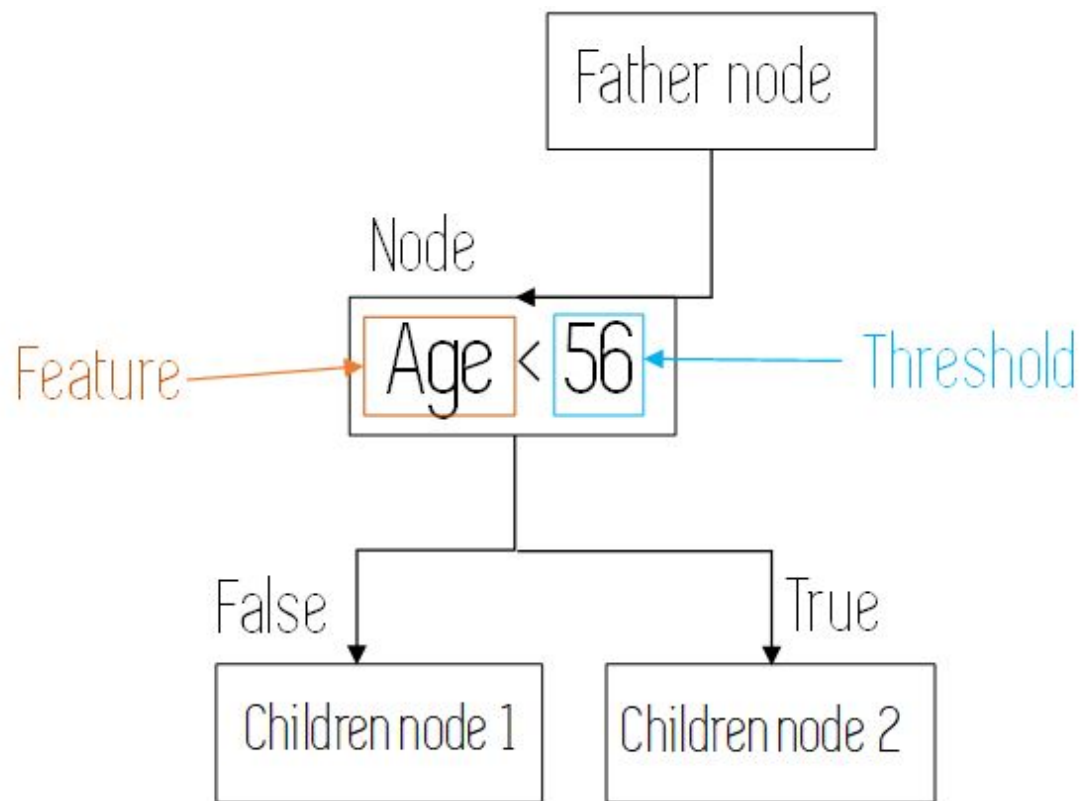 Father node
Node
Feature
Age < 56
Threshold
False
True
Children node 1
Children node 2